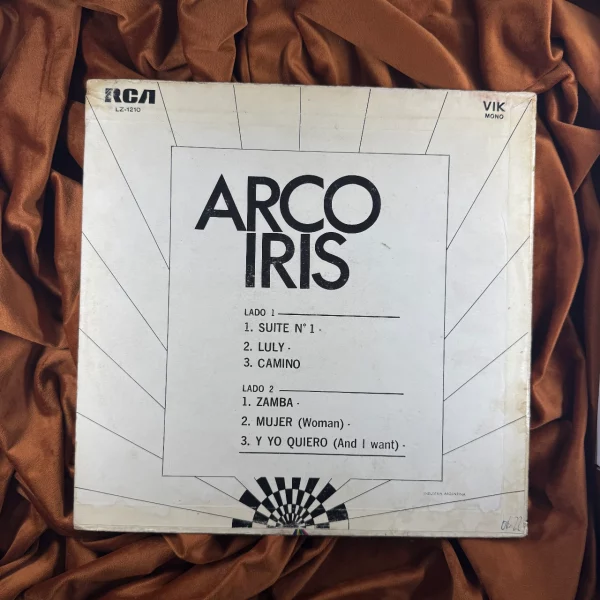 RCA
LZ-1210
VIK
MONO
ARCO
IRIS
LADO 1
1. SUITE Nº 1 -
2. LULY -
3. CAMINO
LADO 2
1. ZAMBA -
2. MUJER (Woman) -
3. Y YO QUIERO (And I want) -